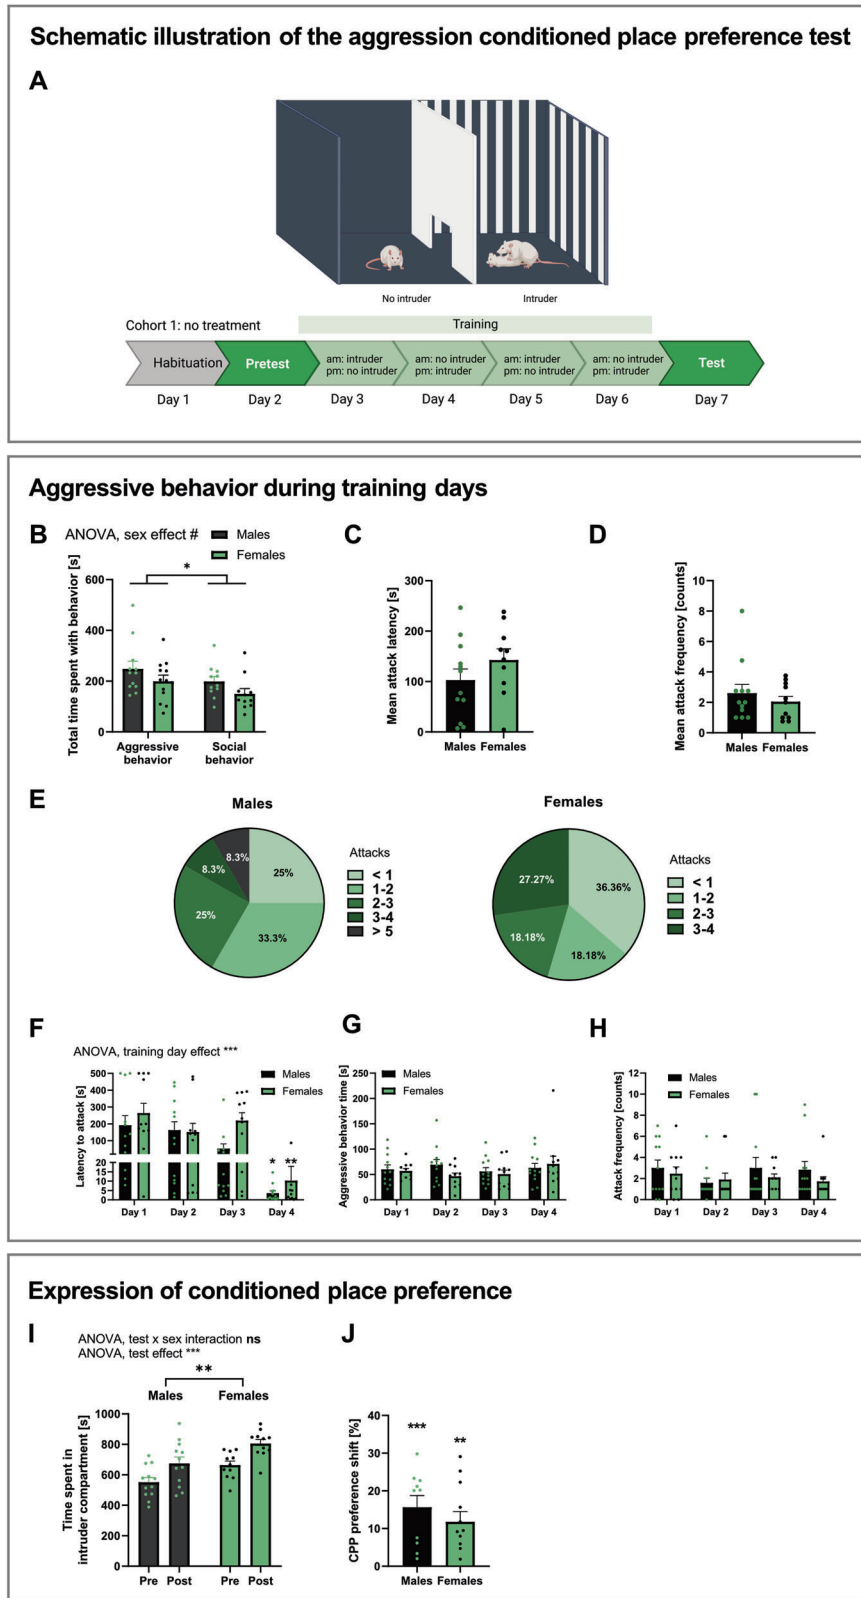 Schematic illustration of the aggression conditioned place preference test
A
No intruder
Intruder
Cohort 1: no treatment
Training
Habituation
Pretest
am: intruder
pm: no intruder
am: no intruder
pm: intruder
am: intruder
pm: no intruder
am: no intruder
pm: intruder
Test
Day 1
Day 2
Day 3
Day 4
Day 5
Day 6
Day 7
Aggressive behavior during training days
B
ANOVA, sex effect #
Males
Females
*
Total time spent with behavior [s]
600
400
200
0
Aggressive
behavior
Social
behavior
C
Mean attack latency [s]
300
200
100
0
Males
Females
D
Mean attack frequency [counts]
10
8
6
4
2
0
Males
Females
E
Males
8.3%
8.3%
25%
25%
33.3%
Attacks
< 1
1-2
2-3
3-4
> 5
Females
27.27%
36.36%
18.18%
18.18%
Attacks
< 1
1-2
2-3
3-4
F
ANOVA, training day effect ***
Males
Females
Latency to attack [s]
500
400
300
200
100
20
15
10
5
0
*
**
Day 1
Day 2
Day 3
Day 4
G
Males
Females
Aggressive behavior time [s]
250
200
150
100
50
0
Day 1
Day 2
Day 3
Day 4
H
Males
Females
Attack frequency [counts]
12
10
8
6
4
2
0
Day 1
Day 2
Day 3
Day 4
Expression of conditioned place preference
I
ANOVA, test x sex interaction ns
ANOVA, test effect ***
**
Males
Females
Time spent in
intruder compartment [s]
1000
800
600
400
200
0
Pre
Post
Pre
Post
J
CPP preference shift [%]
40
30
20
10
0
***
**
Males
Females